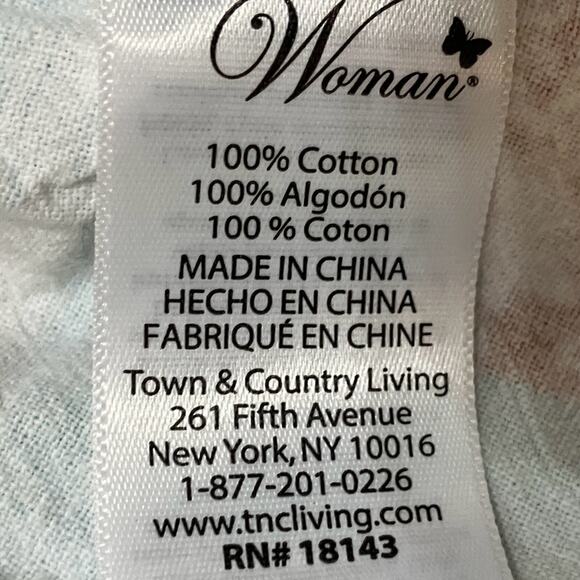 Woman®
100% Cotton
100% Algodón
100 % Coton
MADE IN CHINA
HECHO EN CHINA
FABRIQUÉ EN CHINE
Town & Country Living
261 Fifth Avenue
New York, NY 10016
1-877-201-0226
www.tncliving.com
RN# 18143